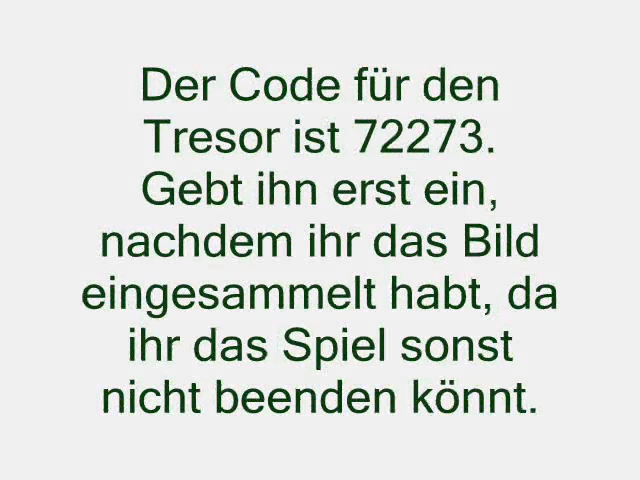 Der Code für den
Tresor ist 72273.
Gebt ihn erst ein,
nachdem ihr das Bild
eingesammelt habt, da
ihr das Spiel sonst
nicht beenden könnt.